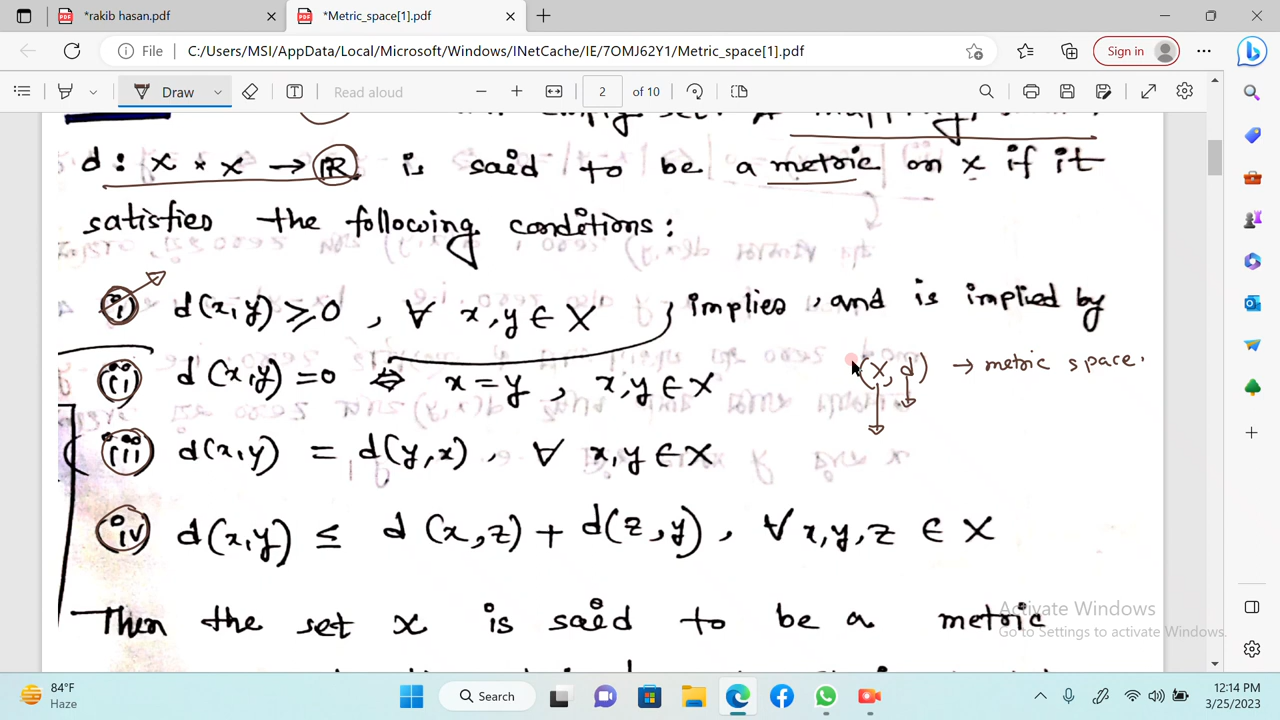 *rakib hasan.pdf
*Metric_space[1].pdf
File
C:/Users/MSI/AppData/Local/Microsoft/Windows/INetCache/IE/7OMJ62Y1/Metric_space[1].pdf
Sign in
Draw
Read aloud
2 of 10
d : x * x → ℝ is said to be a metric on x if it
satisfies the following conditions :
(i) d(x,y) ≥ 0 , ∀ x,y ∈ X
implies , and is implied by
(ii) d(x,y) = 0 ⇔ x = y , x,y ∈ X
(X, d) → metric space.
(iii) d(x,y) = d(y,x) , ∀ x,y ∈ X
(iv) d(x,y) ≤ d(x,z) + d(z,y) , ∀ x,y,z ∈ X
Then the set x is said to be a metric
Activate Windows
Go to Settings to activate Windows.
84°F
Haze
Search
12:14 PM
3/25/2023